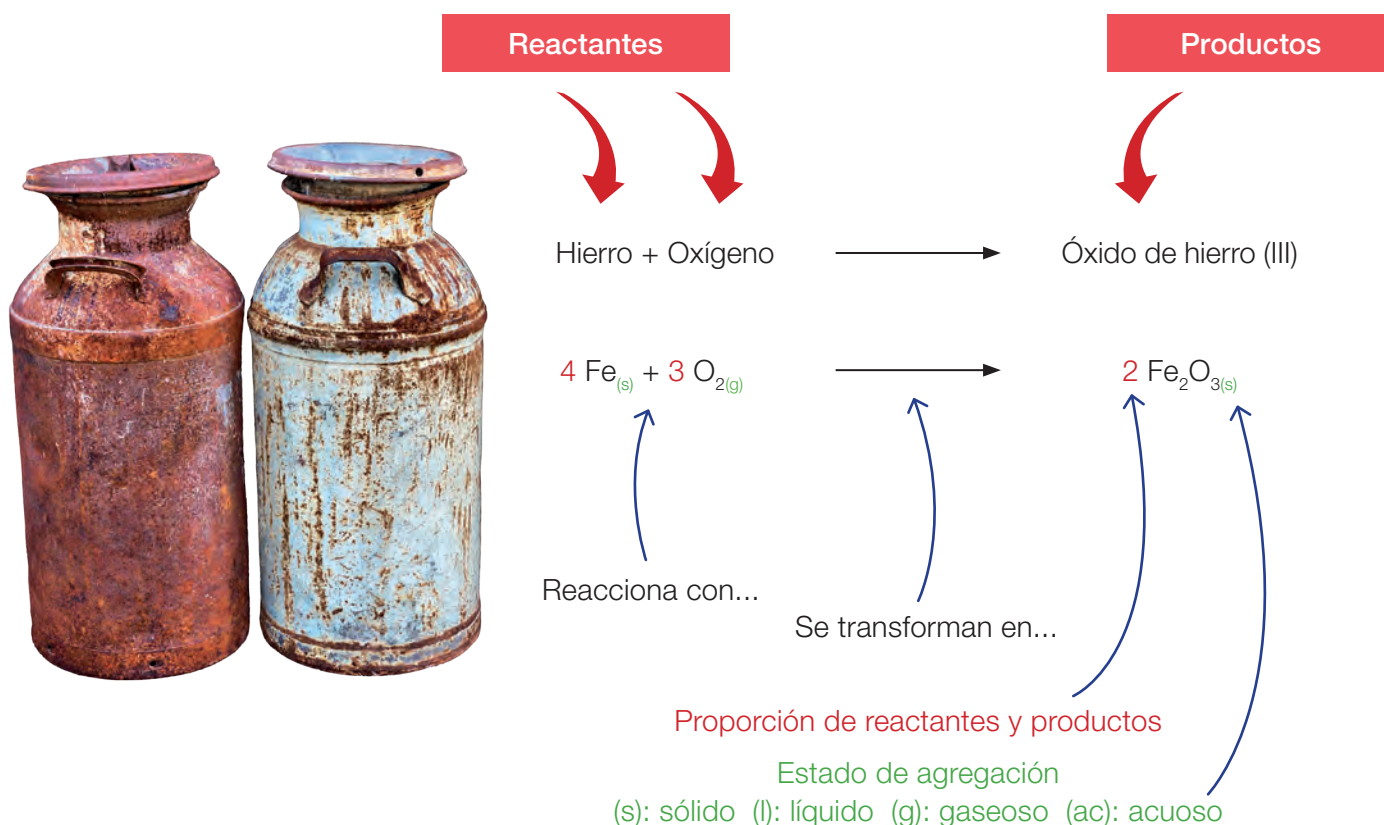 Reactantes
Productos
Hierro + Oxígeno
Óxido de hierro (III)
4 Fe(s) + 3 O2(g)
2 Fe2O3(s)
Reacciona con...
Se transforman en...
Proporción de reactantes y productos
Estado de agregación
(s): sólido (l): líquido (g): gaseoso (ac): acuoso